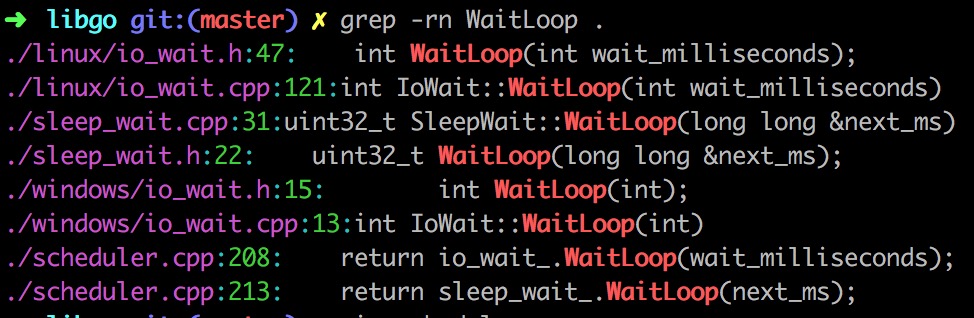 ➜ libgo git:(master) ✗ grep -rn WaitLoop .
./linux/io_wait.h:47:    int WaitLoop(int wait_milliseconds);
./linux/io_wait.cpp:121:int IoWait::WaitLoop(int wait_milliseconds)
./sleep_wait.cpp:31:uint32_t SleepWait::WaitLoop(long long &next_ms)
./sleep_wait.h:22:    uint32_t WaitLoop(long long &next_ms);
./windows/io_wait.h:15:        int WaitLoop(int);
./windows/io_wait.cpp:13:int IoWait::WaitLoop(int)
./scheduler.cpp:208:    return io_wait_.WaitLoop(wait_milliseconds);
./scheduler.cpp:213:    return sleep_wait_.WaitLoop(next_ms);